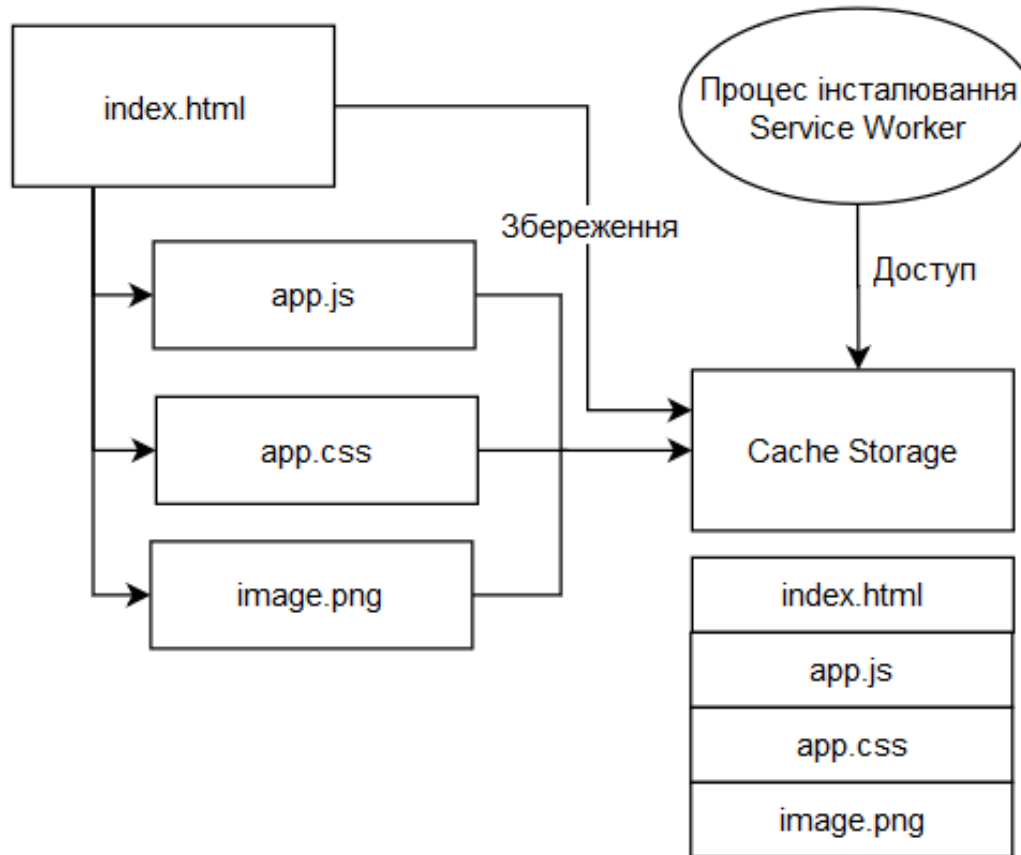 index.html
Процес інсталювання
Service Worker
Збереження
app.js
Доступ
app.css
Cache Storage
image.png
index.html
app.js
app.css
image.png